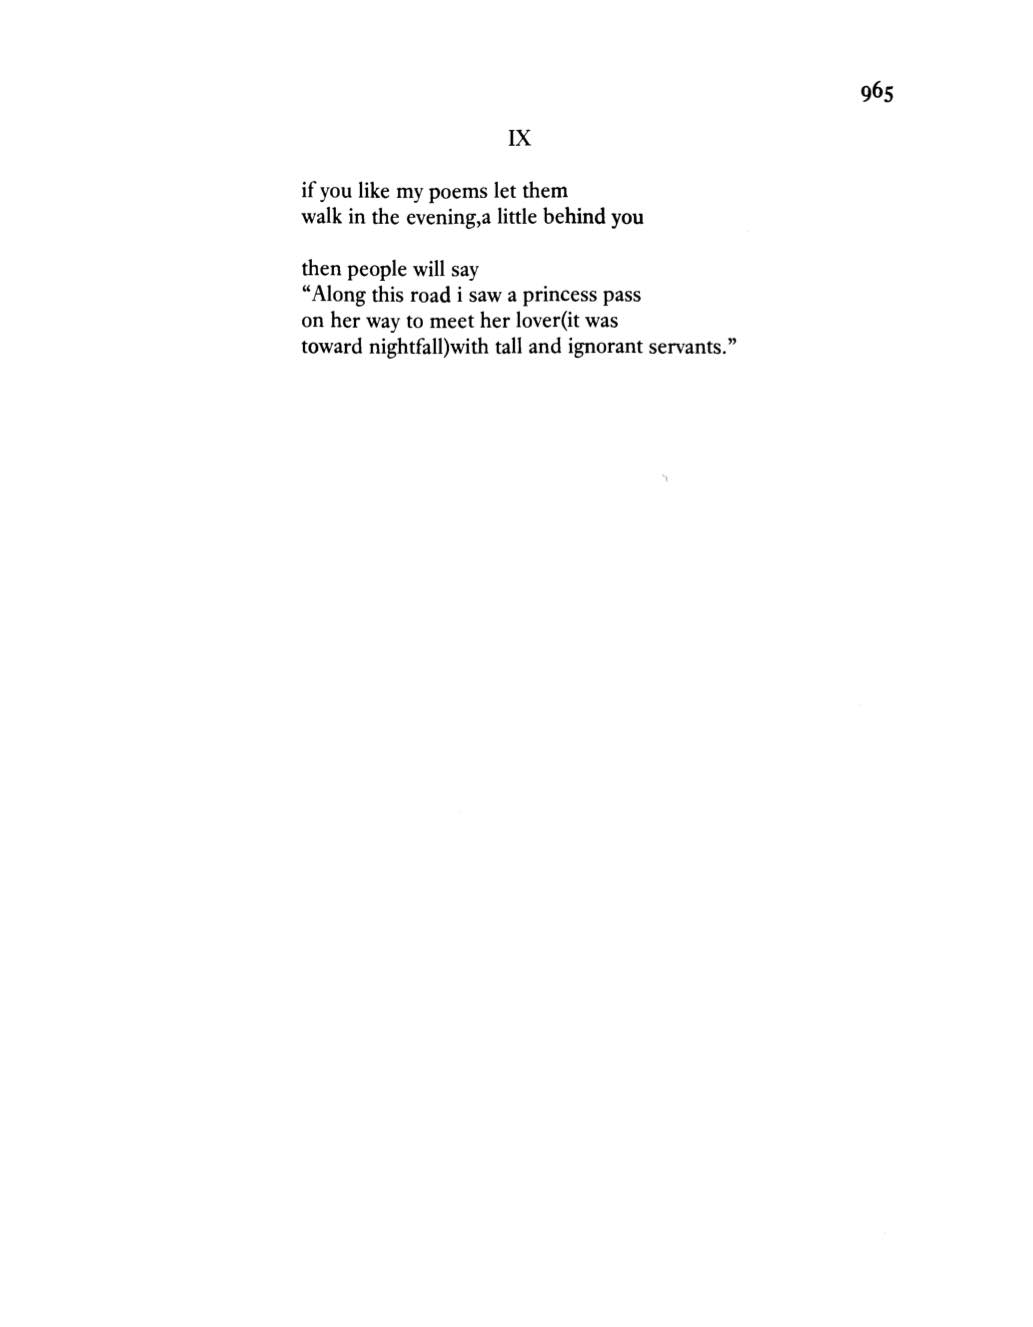 965
IX
if you like my poems let them
walk in the evening,a little behind you
then people will say
“Along this road i saw a princess pass
on her way to meet her lover(it was
toward nightfall)with tall and ignorant servants.”